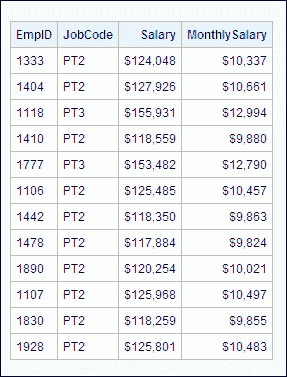 EmpID JobCode Salary MonthlySalary
1333 PT2 $124,048 $10,337
1404 PT2 $127,926 $10,661
1118 PT3 $155,931 $12,994
1410 PT2 $118,559 $9,880
1777 PT3 $153,482 $12,790
1106 PT2 $125,485 $10,457
1442 PT2 $118,350 $9,863
1478 PT2 $117,884 $9,824
1890 PT2 $120,254 $10,021
1107 PT2 $125,968 $10,497
1830 PT2 $118,259 $9,855
1928 PT2 $125,801 $10,483